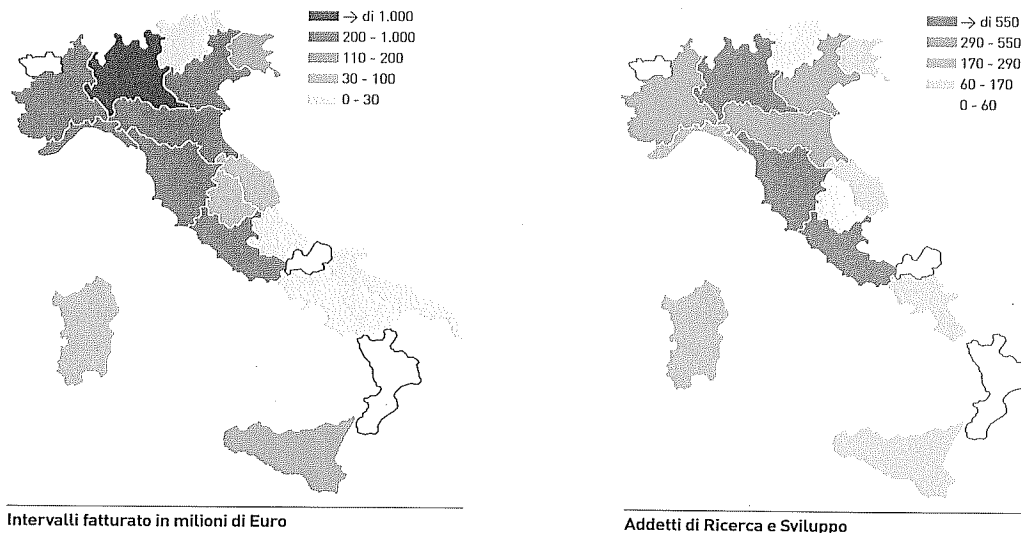 → di 1.000
200 - 1.000
110 - 200
30 - 100
0 - 30
Intervalli fatturato in milioni di Euro
→ di 550
290 - 550
170 - 290
60 - 170
0 - 60
Addetti di Ricerca e Sviluppo